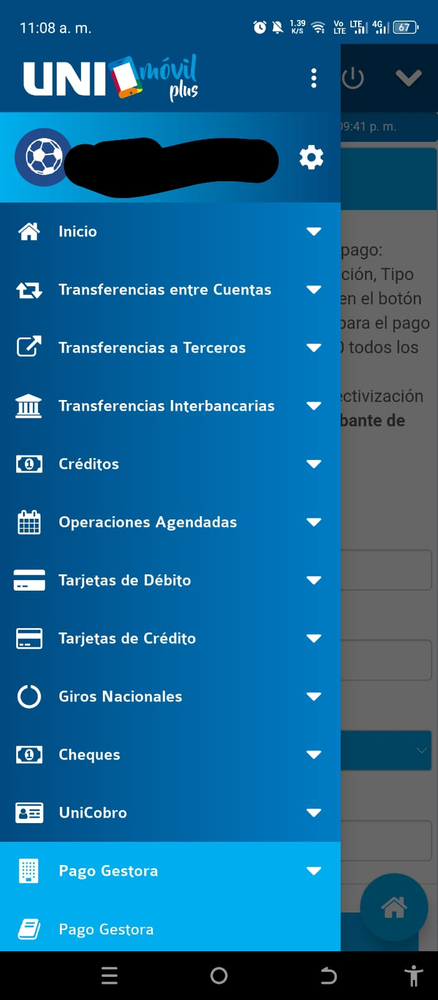 11:08 a. m.
1.39 K/S
Vo LTE
LTE
4G
67
UNI móvil plus
09:41 p. m.
Inicio
pago:
Transferencias entre Cuentas
ción, Tipo
en el botón
para el pago
Transferencias a Terceros
todos los
Transferencias Interbancarias
ectivización
bante de
Créditos
Operaciones Agendadas
Tarjetas de Débito
Tarjetas de Crédito
Giros Nacionales
Cheques
UniCobro
Pago Gestora
Pago Gestora